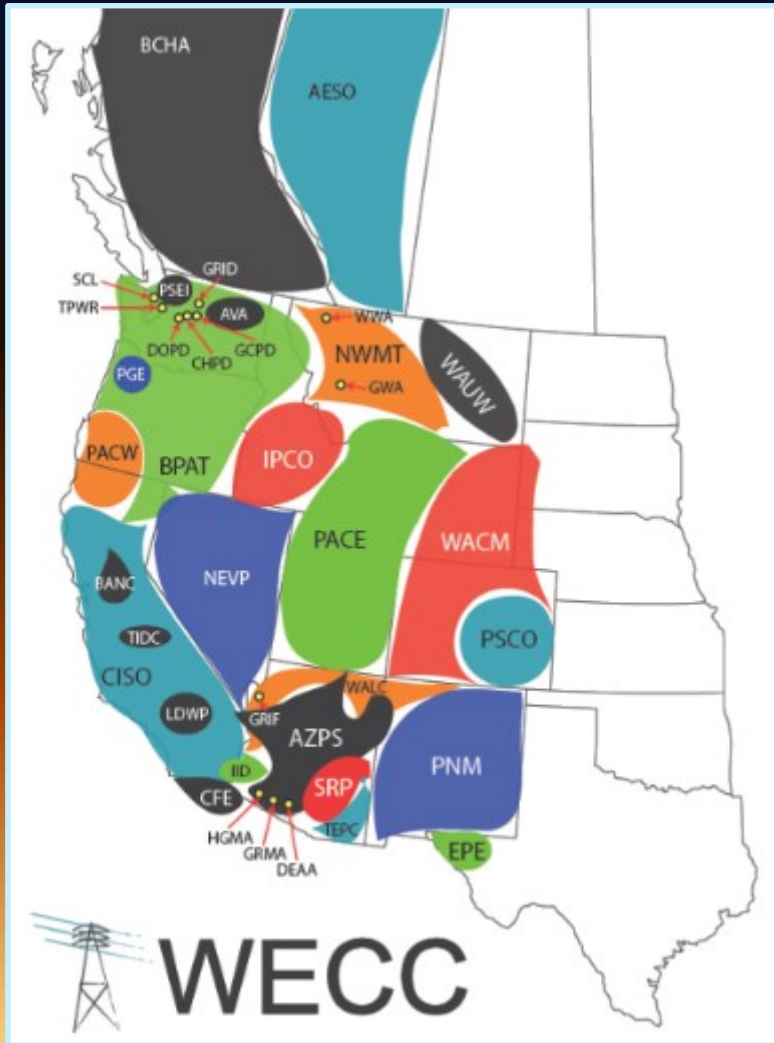 BCHA
AESO
GRID
SCL
PSEI
TPWR
AVA
WWA
DOPD
GCPD
CHPD
NWMT
WAUW
PGE
GWA
PACW
BPAT
IPCO
PACE
WACM
NEVP
BANC
TIDC
PSCO
CISO
WALC
LDWP
GRIF
AZPS
PNM
IID
SRP
CFE
TEPC
HGMA
GRMA
DEAA
EPE
WECC